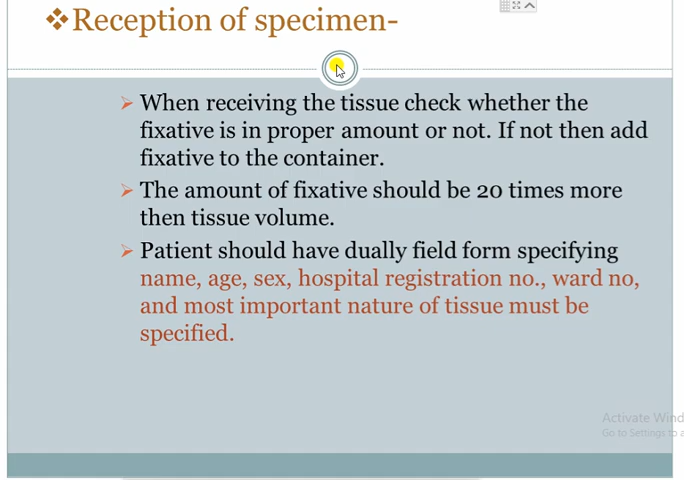 ❖Reception of specimen-
➢ When receiving the tissue check whether the
fixative is in proper amount or not. If not then add
fixative to the container.
➢ The amount of fixative should be 20 times more
then tissue volume.
➢ Patient should have dually field form specifying
name, age, sex, hospital registration no., ward no,
and most important nature of tissue must be
specified.
Activate Wind
Go to Settings to a